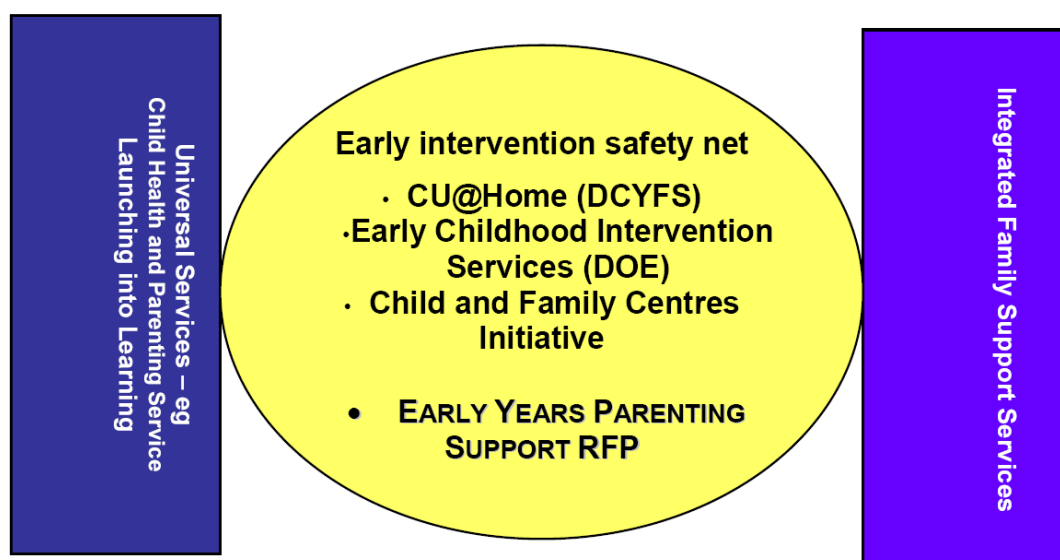 Universal Services – eg
Child Health and Parenting Service
Launching into Learning
Early intervention safety net
• CU@Home (DCYFS)
•Early Childhood Intervention
Services (DOE)
• Child and Family Centres
Initiative
• EARLY YEARS PARENTING
SUPPORT RFP
Integrated Family Support Services